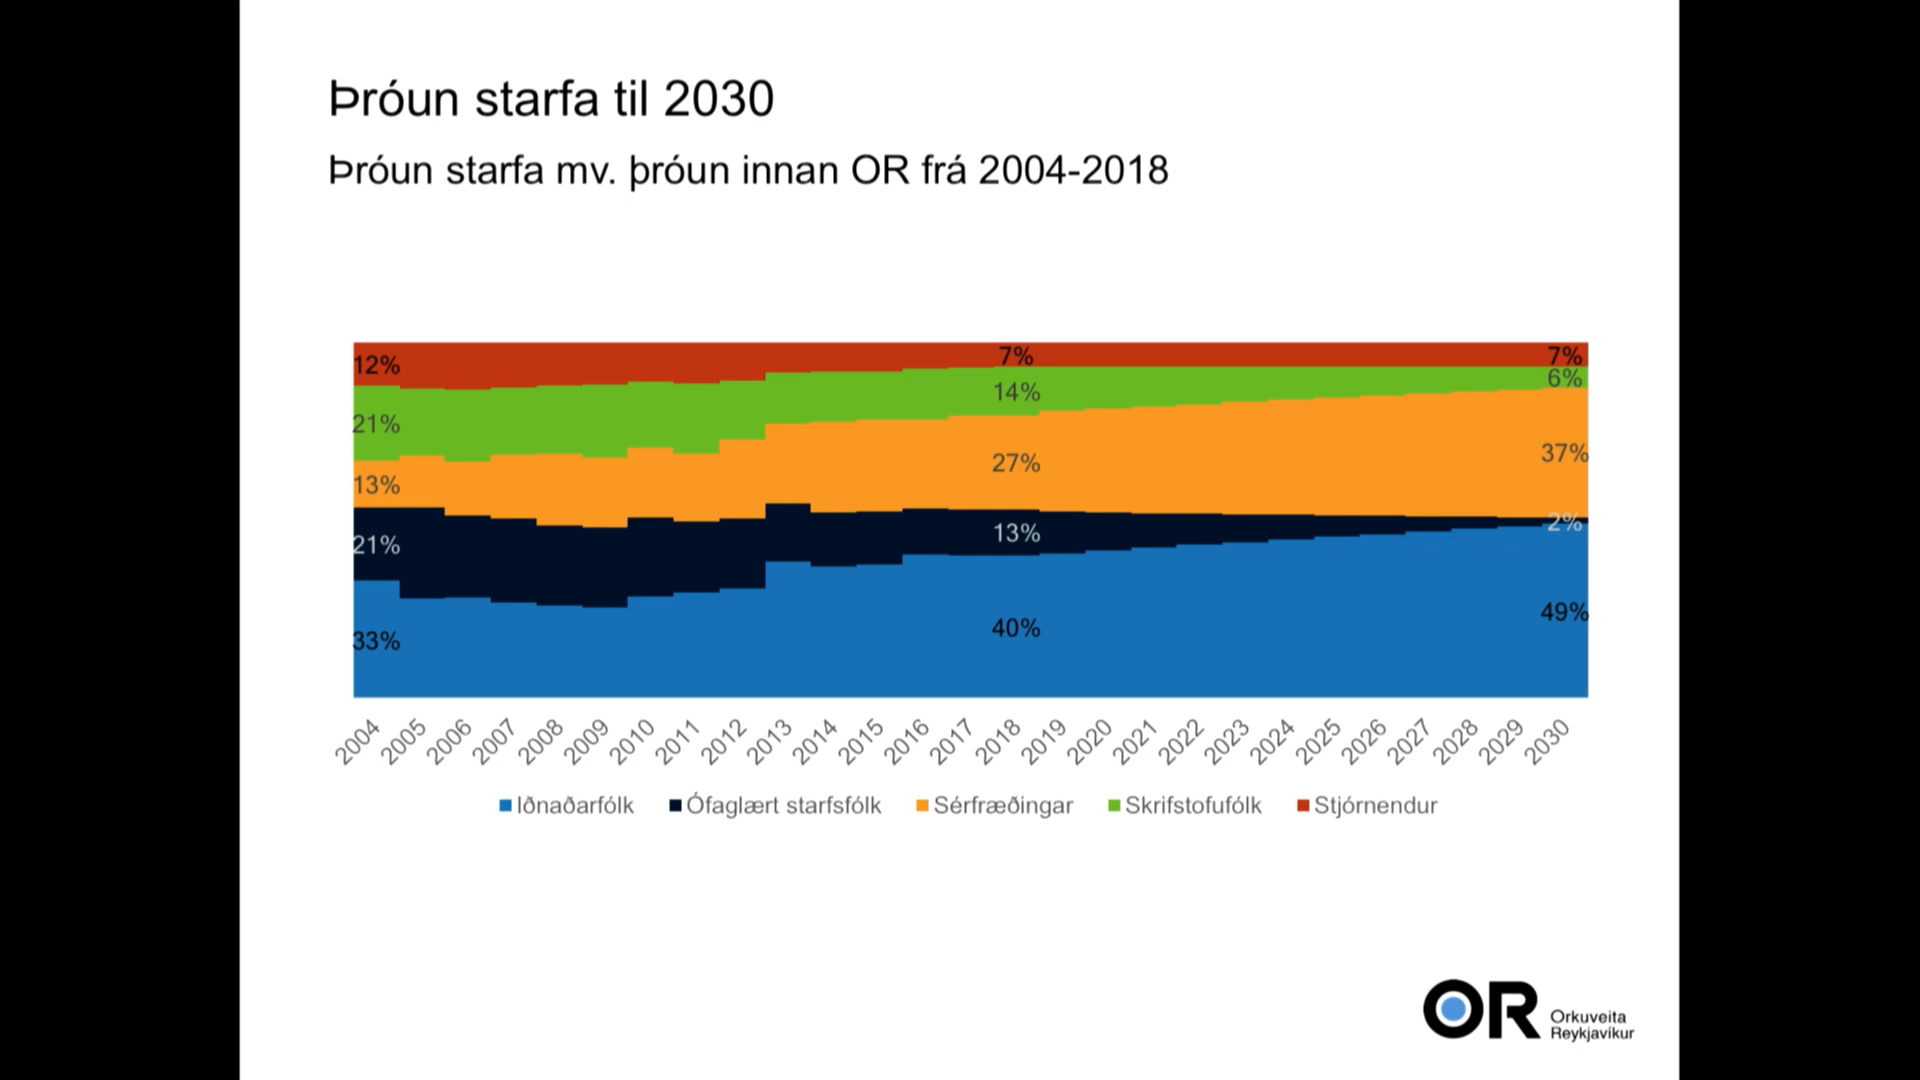 Þróun starfa til 2030
Þróun starfa mv. þróun innan OR frá 2004-2018
12% 7% 7%
21% 14% 6%
13% 27% 37%
21% 13% 2%
33% 40% 49%
2004 2005 2006 2007 2008 2009 2010 2011 2012 2013 2014 2015 2016 2017 2018 2019 2020 2021 2022 2023 2024 2025 2026 2027 2028 2029 2030
Iðnaðarfólk Ófaglært starfsfólk Sérfræðingar Skrifstofufólk Stjórnendur
OR Orkuveita
Reykjavíkur